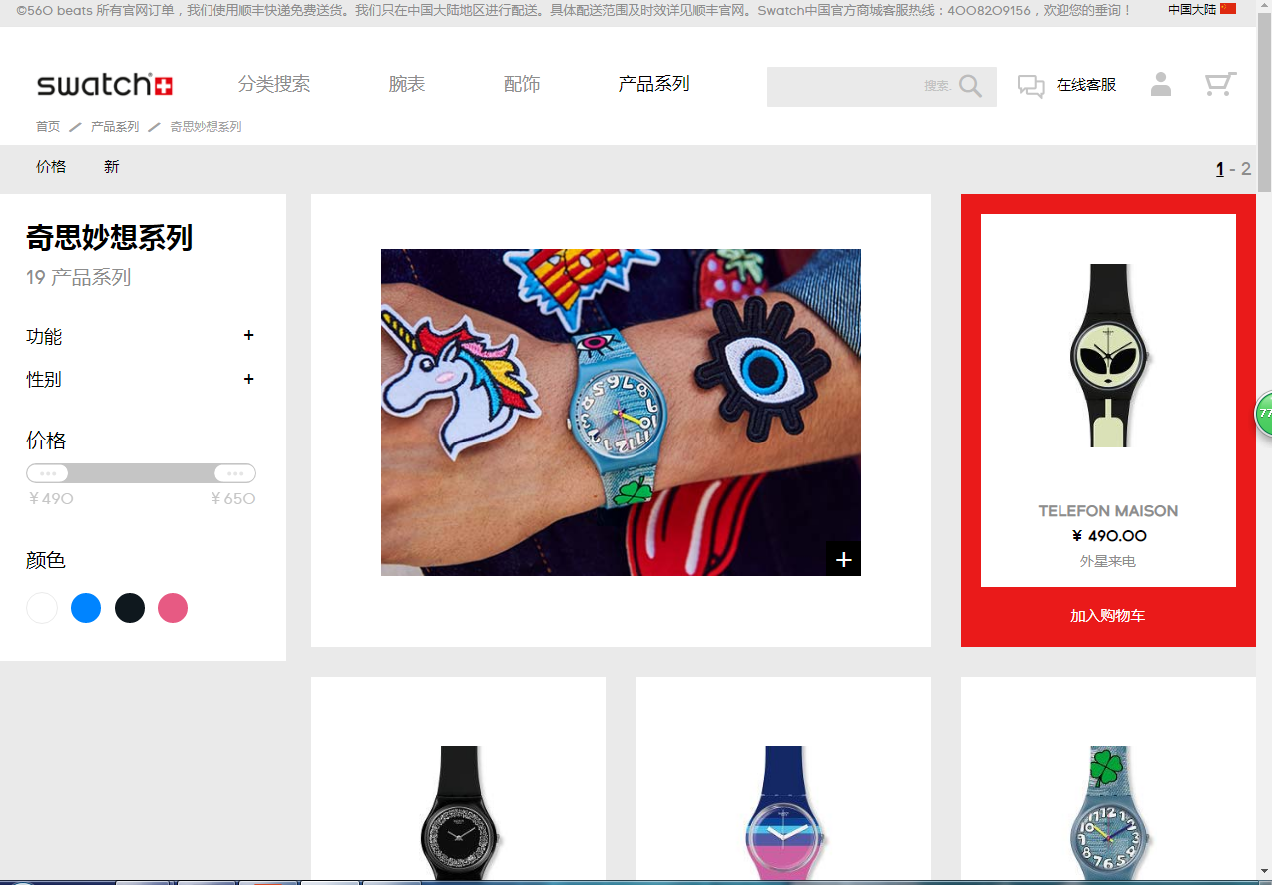 ©560 beats 所有官网订单，我们使用顺丰快递免费送货。我们只在中国大陆地区进行配送。具体配送范围及时效详见顺丰官网。Swatch中国官方商城客服热线：4008209156，欢迎您的垂询！ 中国大陆
swatch 分类搜索 腕表 配饰 产品系列 搜索. 在线客服
首页 产品系列 奇思妙想系列
价格 新 1 - 2
奇思妙想系列
19 产品系列
功能 +
性别 +
价格
¥490 ¥650
颜色
+
TELEFON MAISON
¥ 490.00
外星来电
加入购物车
77